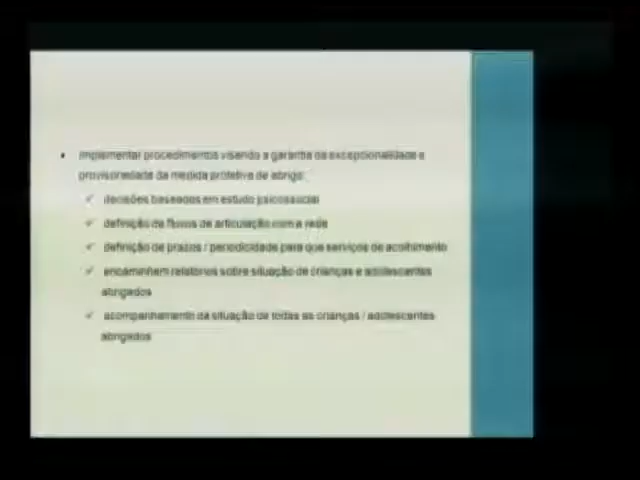 • Implementar procedimentos visando a garantia da excepcionalidade e
provisoriedade da medida protetiva de abrigo:
✓ decisões baseadas em estudo psicossocial
✓ definição de fluxos de articulação com a rede
✓ definição de prazos / periodicidade para que serviços de acolhimento
✓ encaminhem relatórios sobre situação de crianças e adolescentes
abrigados
✓ acompanhamento da situação de todas as crianças / adolescentes
abrigados